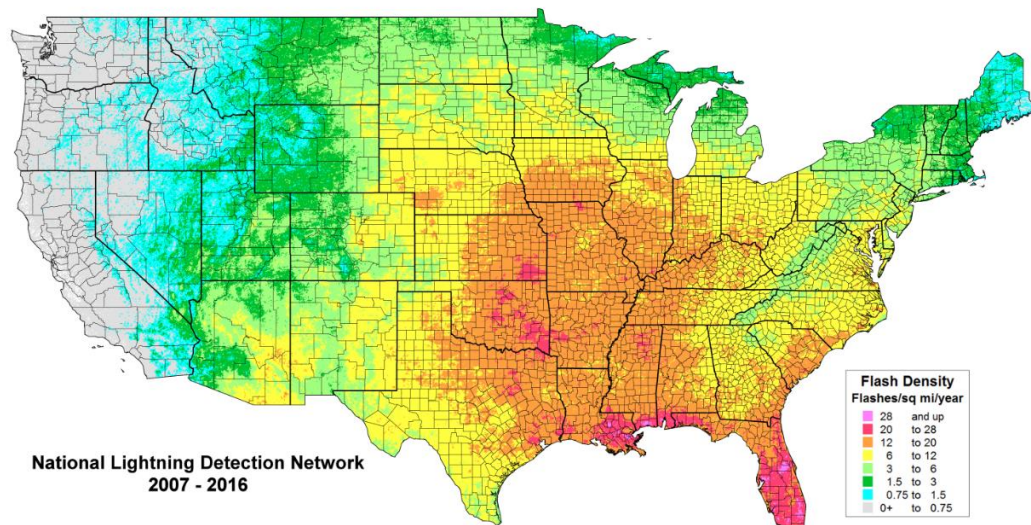 National Lightning Detection Network
2007 - 2016
Flash Density
Flashes/sq mi/year
28 and up
20 to 28
12 to 20
6 to 12
3 to 6
1.5 to 3
0.75 to 1.5
0+ to 0.75